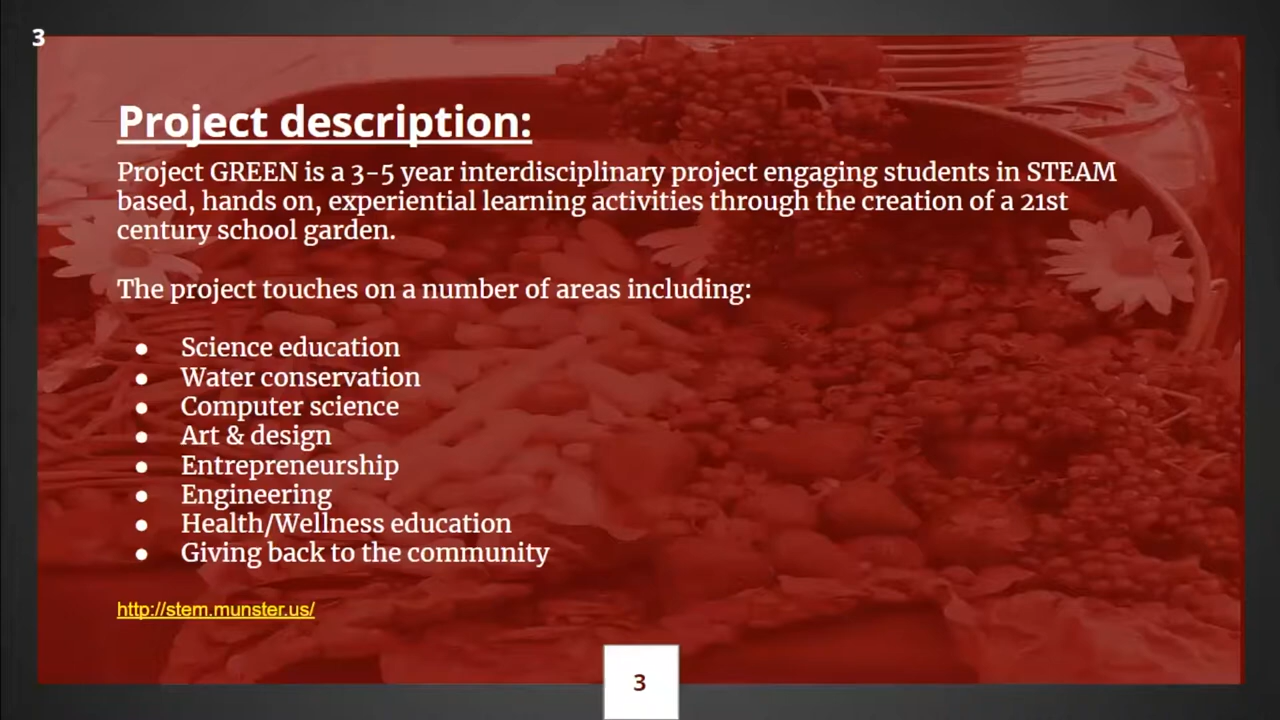 3
Project description:
Project GREEN is a 3-5 year interdisciplinary project engaging students in STEAM
based, hands on, experiential learning activities through the creation of a 21st
century school garden.
The project touches on a number of areas including:
● Science education
● Water conservation
● Computer science
● Art & design
● Entrepreneurship
● Engineering
● Health/Wellness education
● Giving back to the community
http://stem.munster.us/
3